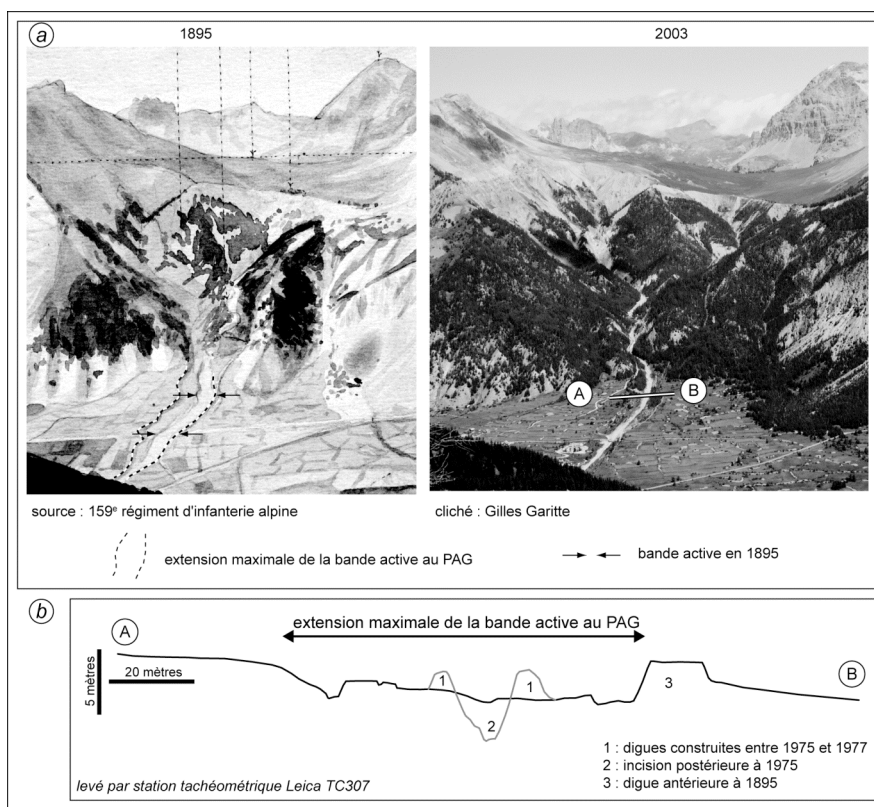 a
1895
2003
A
B
source : 159e régiment d'infanterie alpine
cliché : Gilles Garitte
extension maximale de la bande active au PAG
bande active en 1895
b
A
extension maximale de la bande active au PAG
B
5 mètres
20 mètres
1
1
2
3
1 : digues construites entre 1975 et 1977
2 : incision postérieure à 1975
3 : digue antérieure à 1895
levé par station tachéométrique Leica TC307